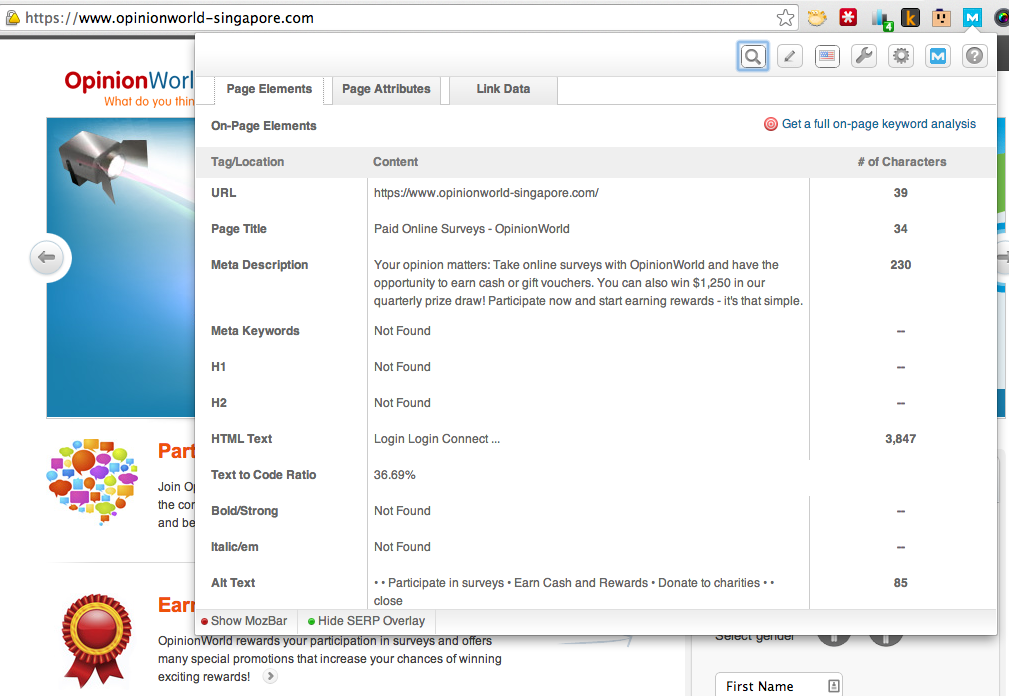 https://www.opinionworld-singapore.com
4
OpinionWorl
What do you thin
Page Elements
Page Attributes
Link Data
On-Page Elements
Get a full on-page keyword analysis
Tag/Location Content # of Characters
URL https://www.opinionworld-singapore.com/ 39
Page Title Paid Online Surveys - OpinionWorld 34
Meta Description Your opinion matters: Take online surveys with OpinionWorld and have the 230
opportunity to earn cash or gift vouchers. You can also win $1,250 in our
quarterly prize draw! Participate now and start earning rewards - it's that simple.
Meta Keywords Not Found --
H1 Not Found --
H2 Not Found --
HTML Text Login Login Connect ... 3,847
Text to Code Ratio 36.69%
Bold/Strong Not Found --
Italic/em Not Found --
Alt Text • • Participate in surveys • Earn Cash and Rewards • Donate to charities • • 85
close
Show MozBar
Hide SERP Overlay
Part
Join Op
the cor
and be
Earn
OpinionWorld rewards your participation in surveys and offers
many special promotions that increase your chances of winning
exciting rewards!
Select gender
First Name